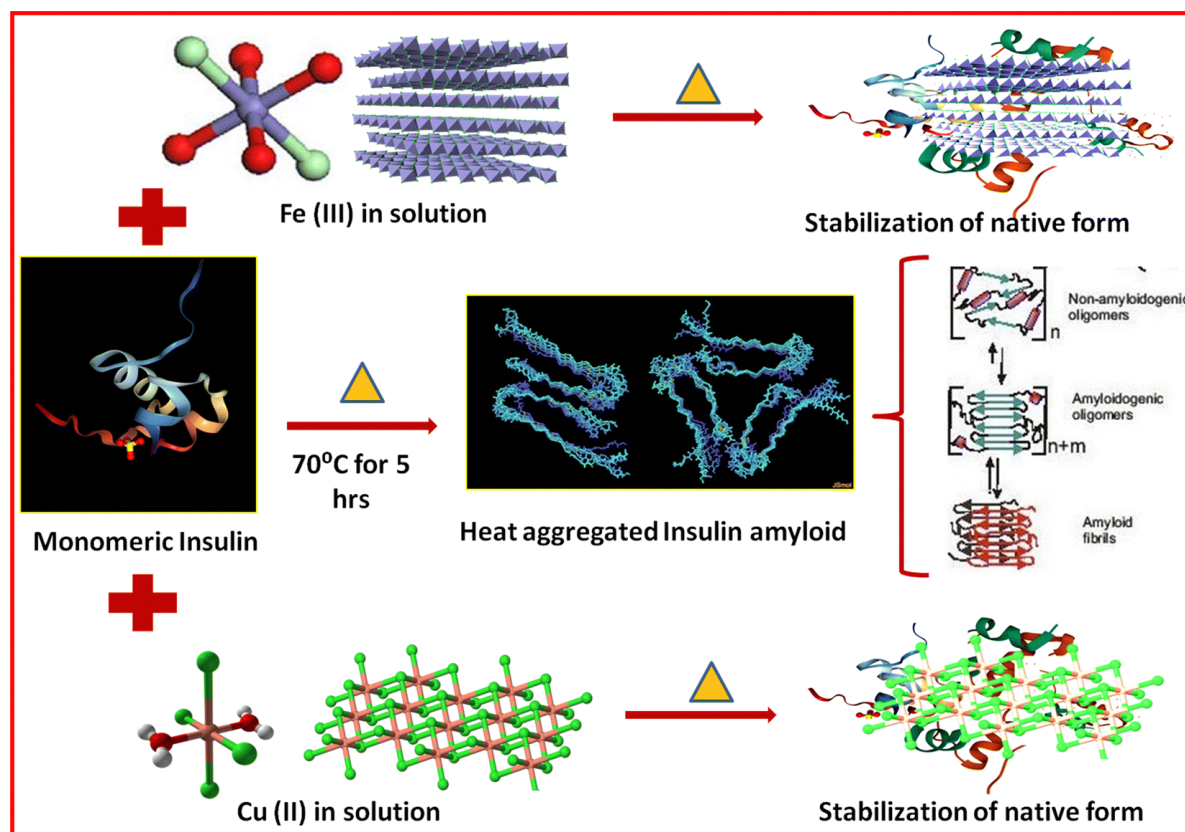 Fe (III) in solution
Stabilization of native form
Monomeric Insulin
70⁰C for 5
hrs
JSmol
Heat aggregated Insulin amyloid
n
Non-amyloidogenic
oligomers
n+m
Amyloidogenic
oligomers
Amyloid
fibrils
Cu (II) in solution
Stabilization of native form